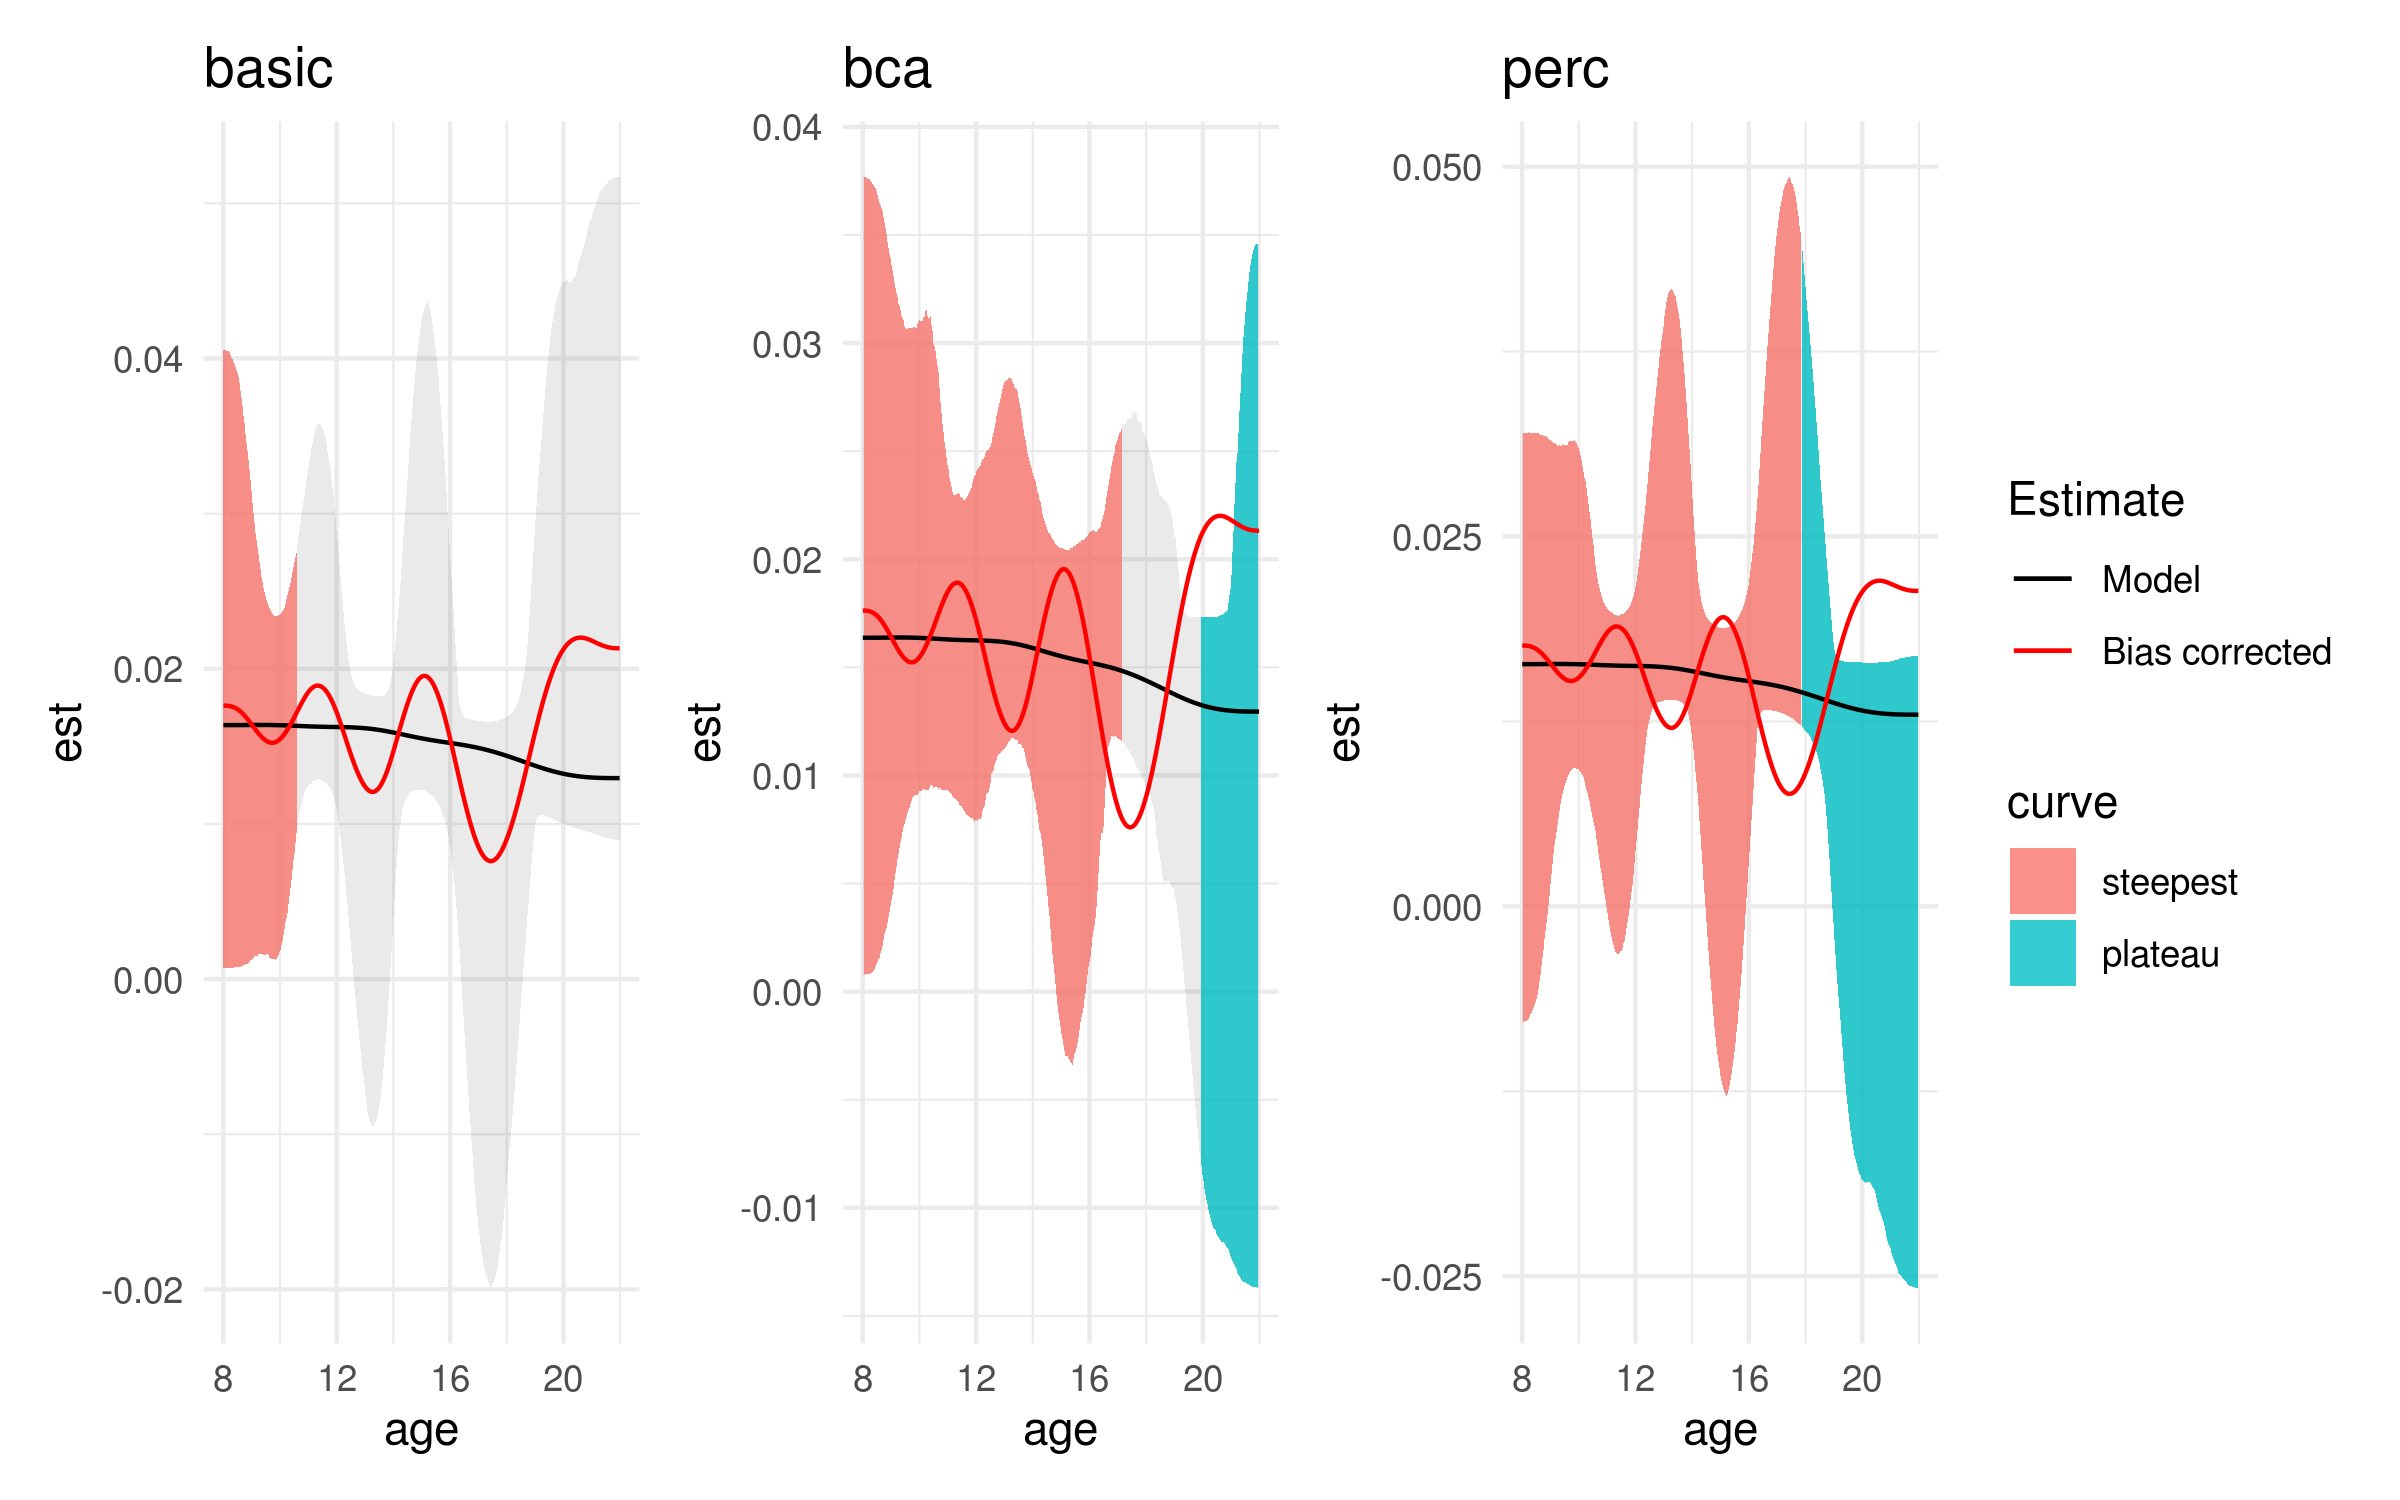 basic
bca
perc
0.04
0.02
0.00
-0.02
est
8 12 16 20
age
0.04
0.03
0.02
0.01
0.00
-0.01
est
8 12 16 20
age
0.050
0.025
0.000
-0.025
est
8 12 16 20
age
Estimate
Model
Bias corrected
curve
steepest
plateau